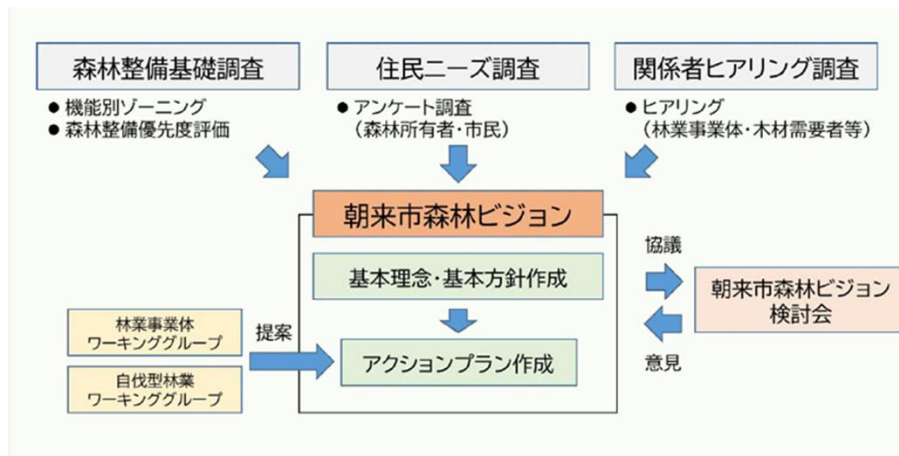 森林整備基礎調査
● 機能別ゾーニング
● 森林整備優先度評価
住民ニーズ調査
● アンケート調査
（森林所有者・市民）
関係者ヒアリング調査
● ヒアリング
（林業事業体・木材需要者等）
朝来市森林ビジョン
基本理念・基本方針作成
アクションプラン作成
林業事業体
ワーキンググループ
自伐型林業
ワーキンググループ
提案
協議
朝来市森林ビジョン
検討会
意見